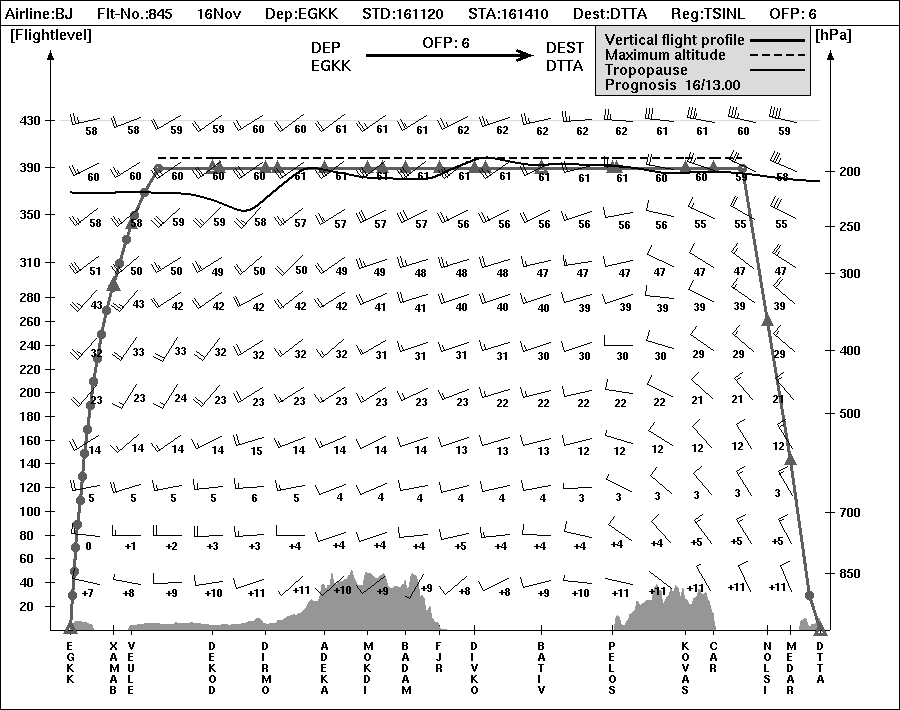 Airline:BJ Flt-No.:845 16Nov Dep:EGKK STD:161120 STA:161410 Dest:DTTA Reg:TSINL OFP: 6
[Flightlevel] DEP OFP: 6 DEST [hPa]
EGKK DTTA
Vertical flight profile
Maximum altitude
Tropopause
Prognosis 16/13.00
430 58 58 59 59 60 60 61 61 61 62 62 62 62 62 61 61 60 59
390 60 60 60 60 60 61 61 61 61 61 61 61 61 61 60 60 59 58 200
350 58 58 59 59 58 57 57 57 57 56 56 56 56 56 55 55 55 55 250
310 51 50 50 49 50 50 49 49 48 48 48 47 47 47 47 47 47 47 300
280 43 43 42 42 42 42 42 41 41 40 40 40 39 39 39 39 39 39
260
240 32 33 33 32 32 32 32 31 31 31 31 30 30 30 30 29 29 29 400
220
200 23 23 24 23 23 23 23 23 23 23 22 22 22 22 22 21 21 21 500
180
160 14 14 14 14 15 14 14 14 14 13 13 13 12 12 12 12 12 12
140
120 5 5 5 5 6 5 4 4 4 4 4 4 3 3 3 3 3 3
100 700
80 0 +1 +2 +3 +3 +4 +4 +4 +4 +5 +4 +4 +4 +4 +4 +5 +5 +5
60 850
40 +7 +8 +9 +10 +11 +11 +10 +9 +9 +8 +8 +9 +10 +11 +11 +11 +11 +11
20
EGKK XAMAB VEULE DEKOD DIRMO ADEKA MOKDI BADAM FJR DIVKO BATIV PELOS KOVAS CAR NOLSI MEDAR DTTA